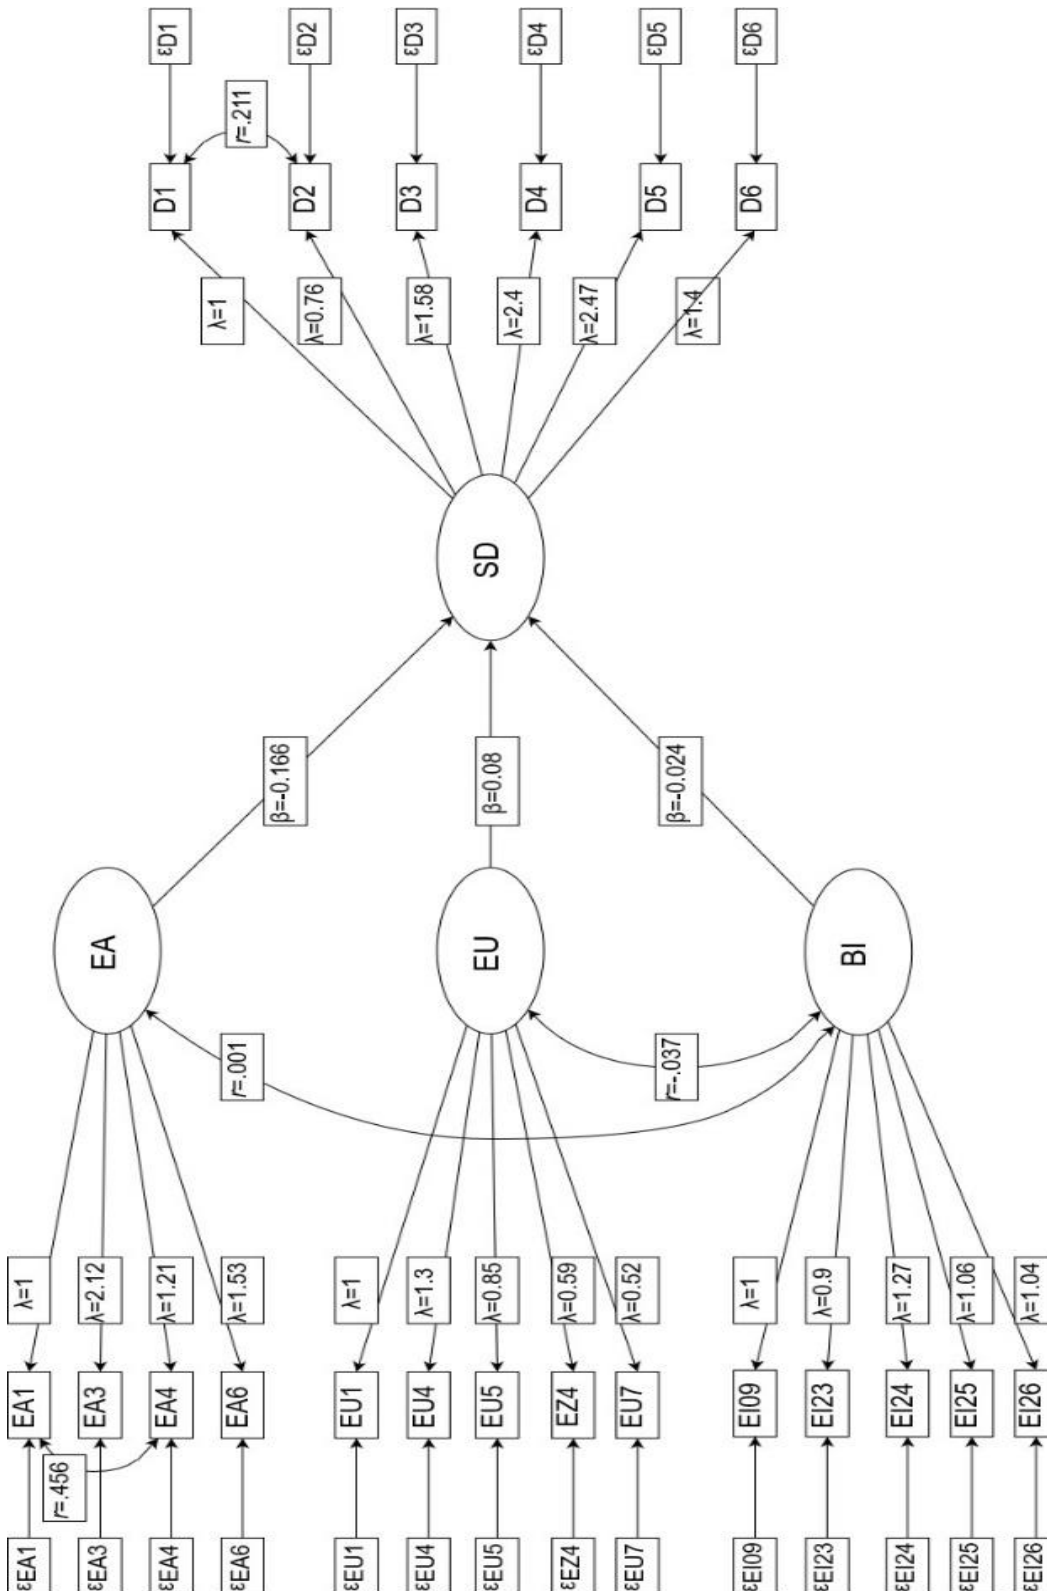 εD1
εD2
εD3
εD4
εD5
εD6
r=.211
D1
D2
D3
D4
D5
D6
λ=1
λ=0.76
λ=1.58
λ=2.4
λ=2.47
λ=1.4
SD
β=-0.166
β=0.08
β=-0.024
EA
EU
BI
r=.001
r=-.037
λ=1
λ=2.12
λ=1.21
λ=1.53
λ=1
λ=1.3
λ=0.85
λ=0.59
λ=0.52
λ=1
λ=0.9
λ=1.27
λ=1.06
λ=1.04
EA1
EA3
EA4
EA6
EU1
EU4
EU5
EZ4
EU7
EI09
EI23
EI24
EI25
EI26
r=.456
εEA1
εEA3
εEA4
εEA6
εEU1
εEU4
εEU5
εEZ4
εEU7
εEI09
εEI23
εEI24
εEI25
εEI26